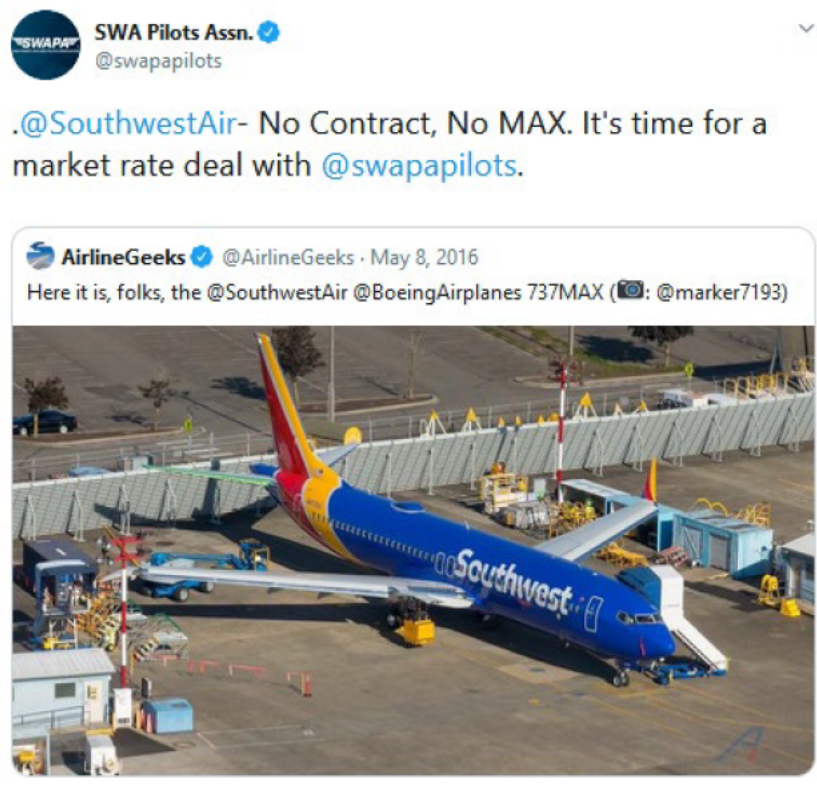 SWAPA
SWA Pilots Assn.
@swapapilots
.@SouthwestAir- No Contract, No MAX. It's time for a
market rate deal with @swapapilots.
AirlineGeeks @AirlineGeeks · May 8, 2016
Here it is, folks, the @SouthwestAir @BoeingAirplanes 737MAX (📷: @marker7193)
Southwest